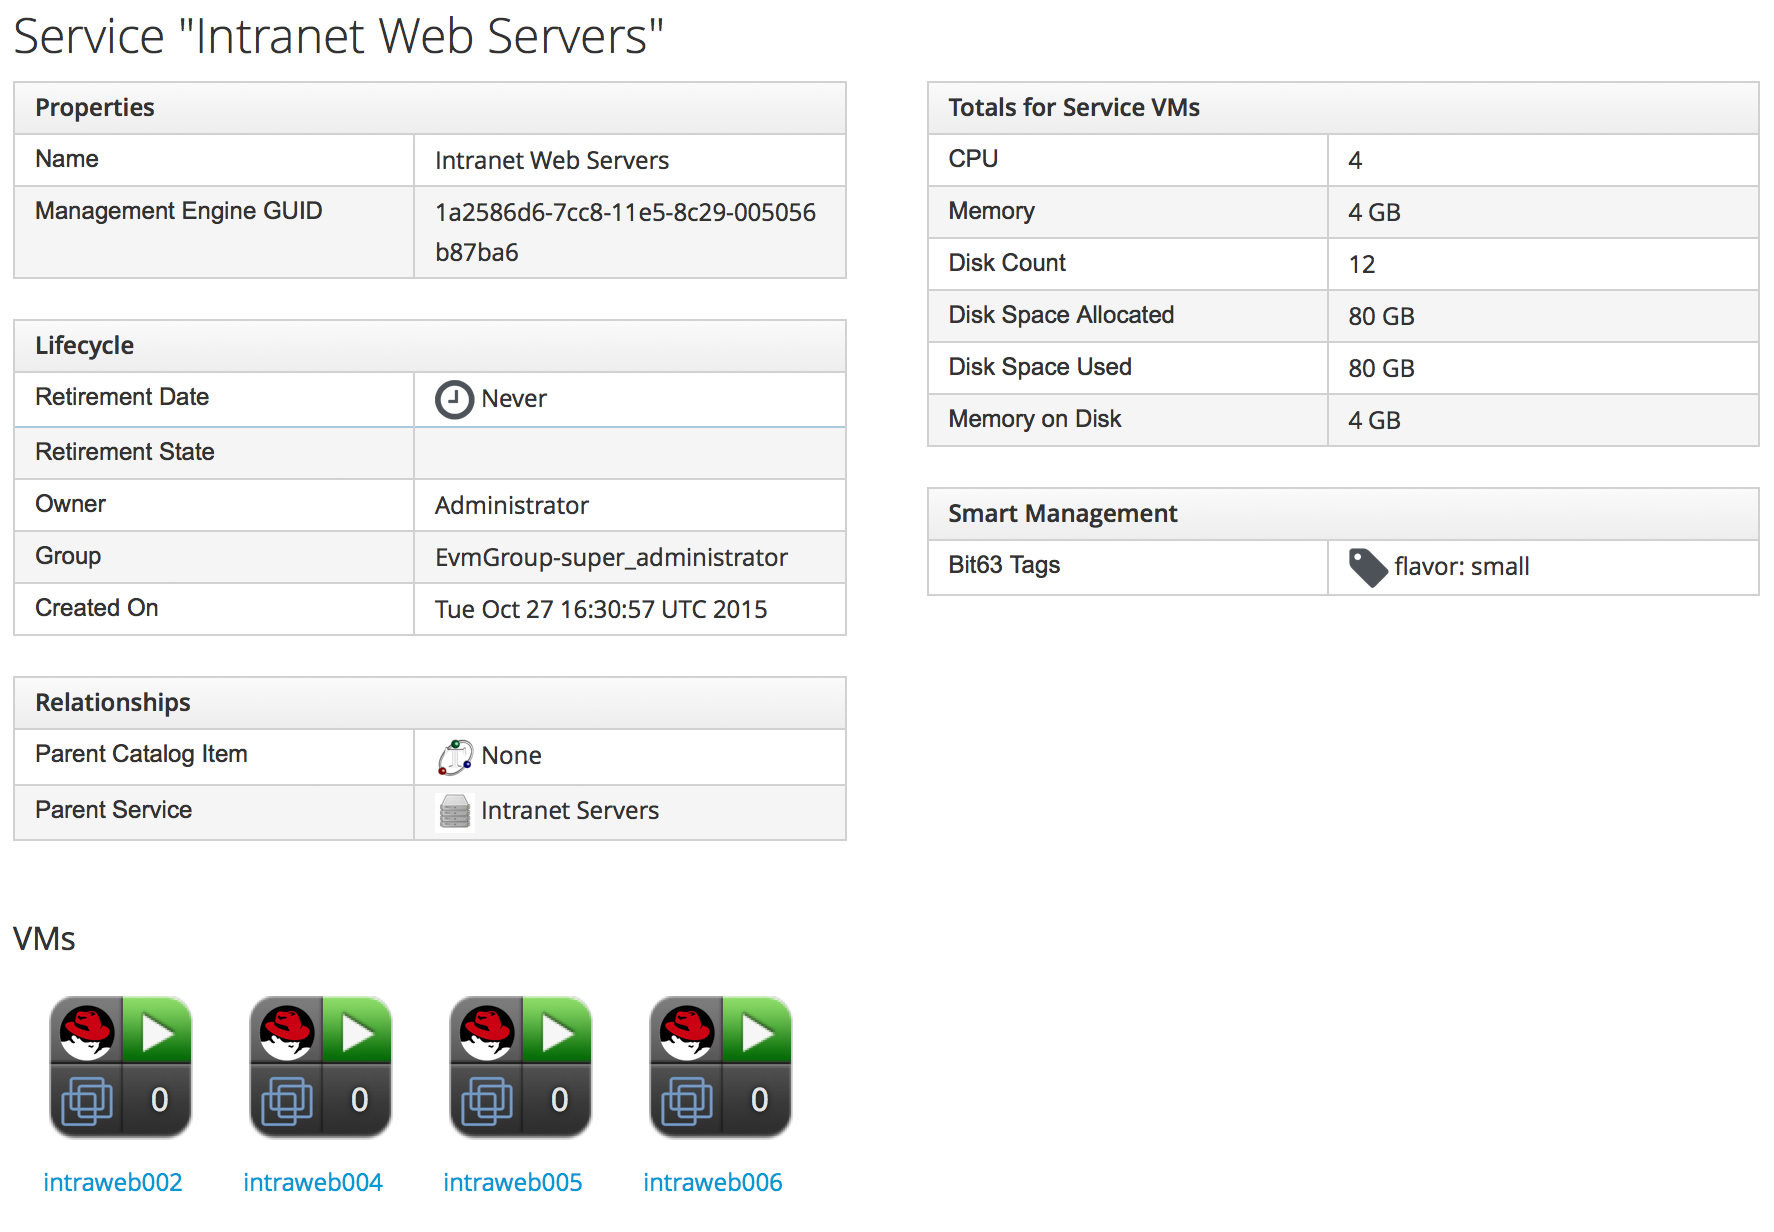 Service "Intranet Web Servers"
Properties
Name
Intranet Web Servers
Management Engine GUID
1a2586d6-7cc8-11e5-8c29-005056
b87ba6
Lifecycle
Retirement Date
Never
Retirement State
Owner
Administrator
Group
EvmGroup-super_administrator
Created On
Tue Oct 27 16:30:57 UTC 2015
Relationships
Parent Catalog Item
None
Parent Service
Intranet Servers
Totals for Service VMs
CPU
4
Memory
4 GB
Disk Count
12
Disk Space Allocated
80 GB
Disk Space Used
80 GB
Memory on Disk
4 GB
Smart Management
Bit63 Tags
flavor: small
VMs
0
0
0
0
intraweb002
intraweb004
intraweb005
intraweb006